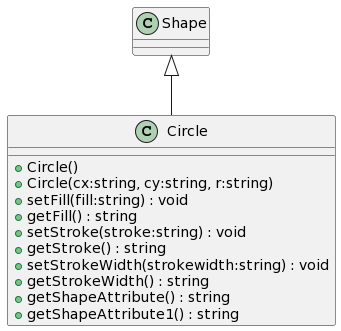 C Shape
C Circle
Circle()
Circle(cx:string, cy:string, r:string)
setFill(fill:string) : void
getFill() : string
setStroke(stroke:string) : void
getStroke() : string
setStrokeWidth(strokewidth:string) : void
getStrokeWidth() : string
getShapeAttribute() : string
getShapeAttribute1() : string